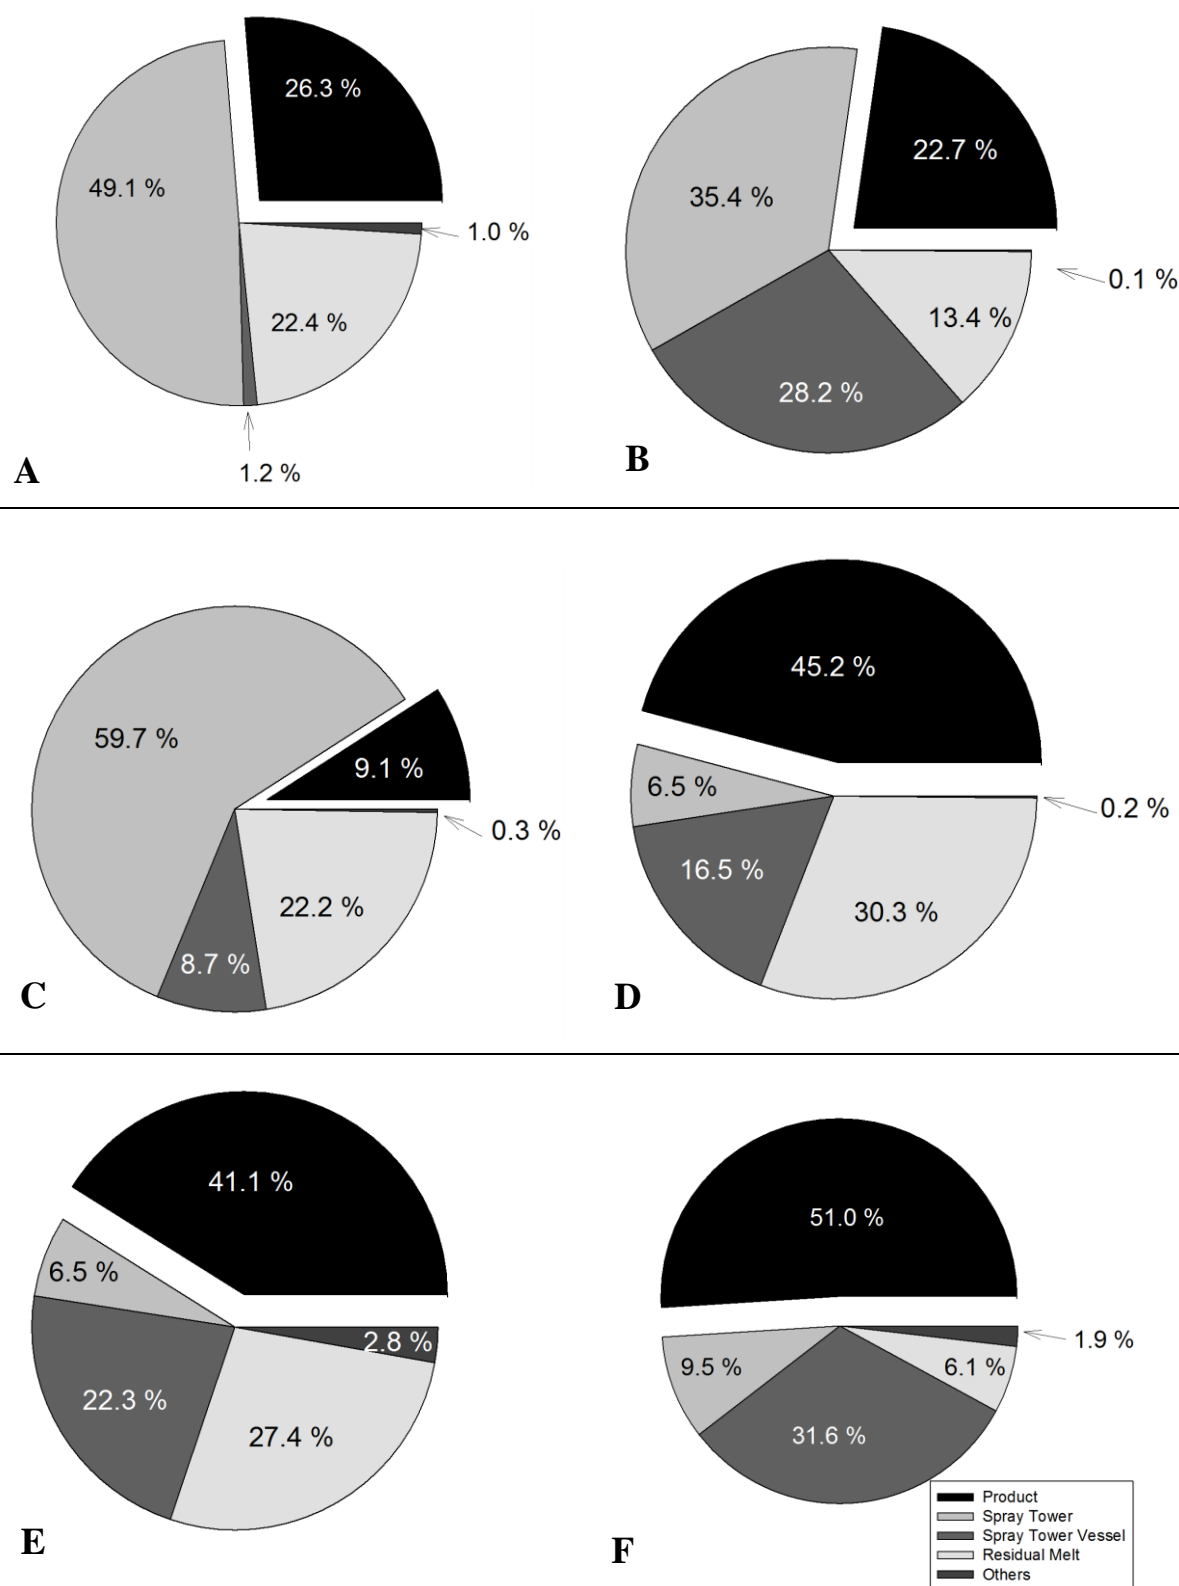 26.3 %
49.1 %
1.0 %
22.4 %
1.2 %
A
22.7 %
35.4 %
0.1 %
13.4 %
28.2 %
B
59.7 %
9.1 %
0.3 %
22.2 %
8.7 %
C
45.2 %
6.5 %
0.2 %
16.5 %
30.3 %
D
41.1 %
6.5 %
2.8 %
22.3 %
27.4 %
E
51.0 %
1.9 %
9.5 %
6.1 %
31.6 %
F
Product
Spray Tower
Spray Tower Vessel
Residual Melt
Others